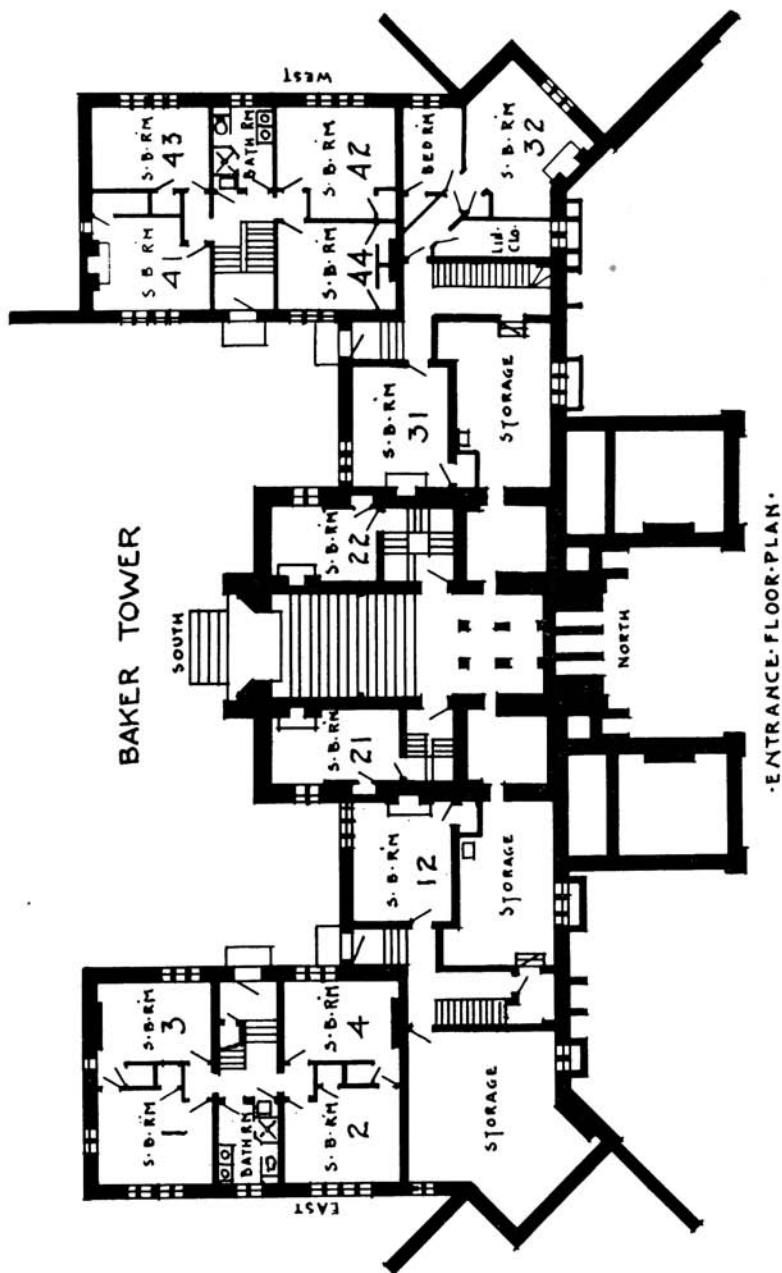 BAKER TOWER
SOUTH
WEST
EAST
NORTH
S. B. RM
43
BATH RM
S. B. RM
42
S. B. RM
41
S. B. RM
44
BED RM
S. B. RM
32
LIN.
CLO.
S. B. RM
31
STORAGE
S. B. RM
22
S. B. RM
21
S. B. RM
12
STORAGE
S. B. RM
3
S. B. RM
4
S. B. RM
1
BATH RM
S. B. RM
2
STORAGE
·ENTRANCE·FLOOR·PLAN·